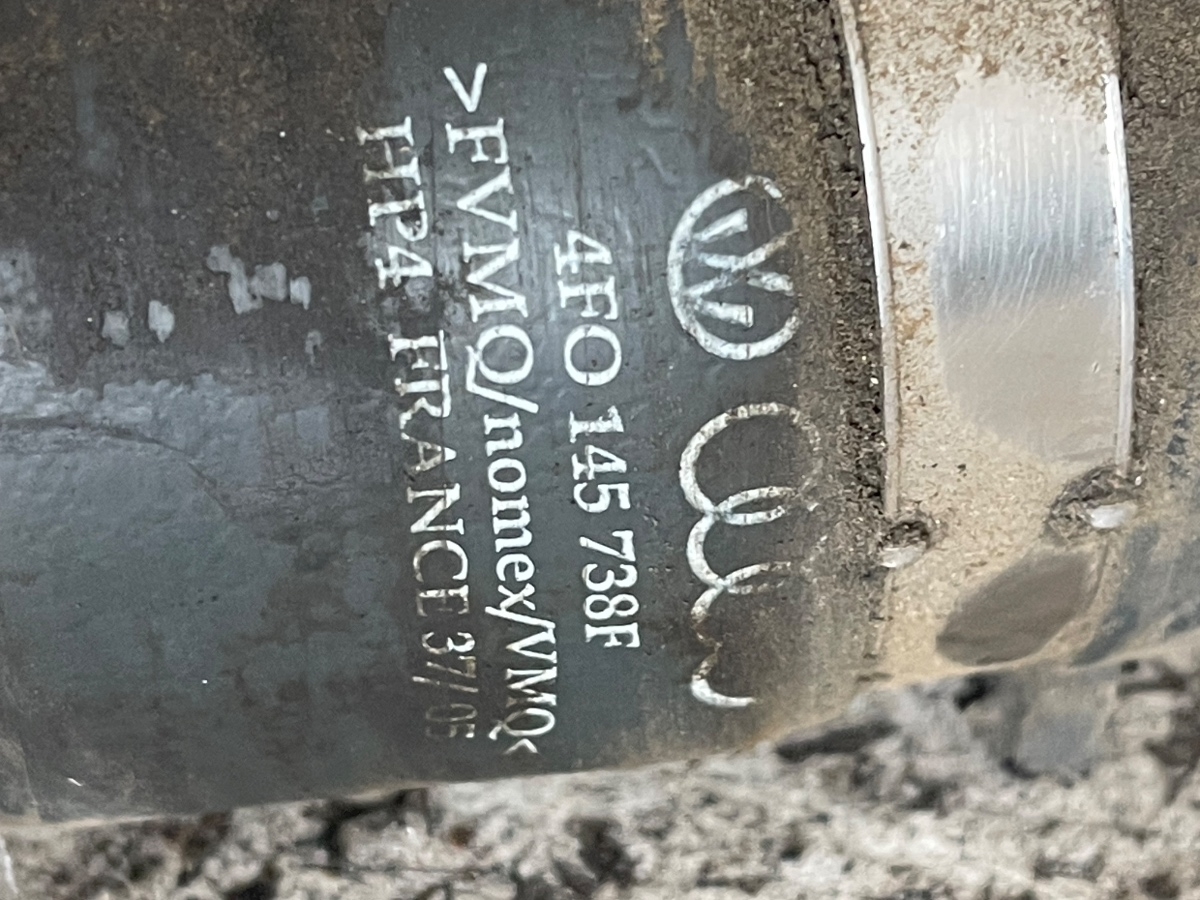 4F0 145 738F
>FVMQ/nomex/VMQ<
HP4 FRANCE 37/05